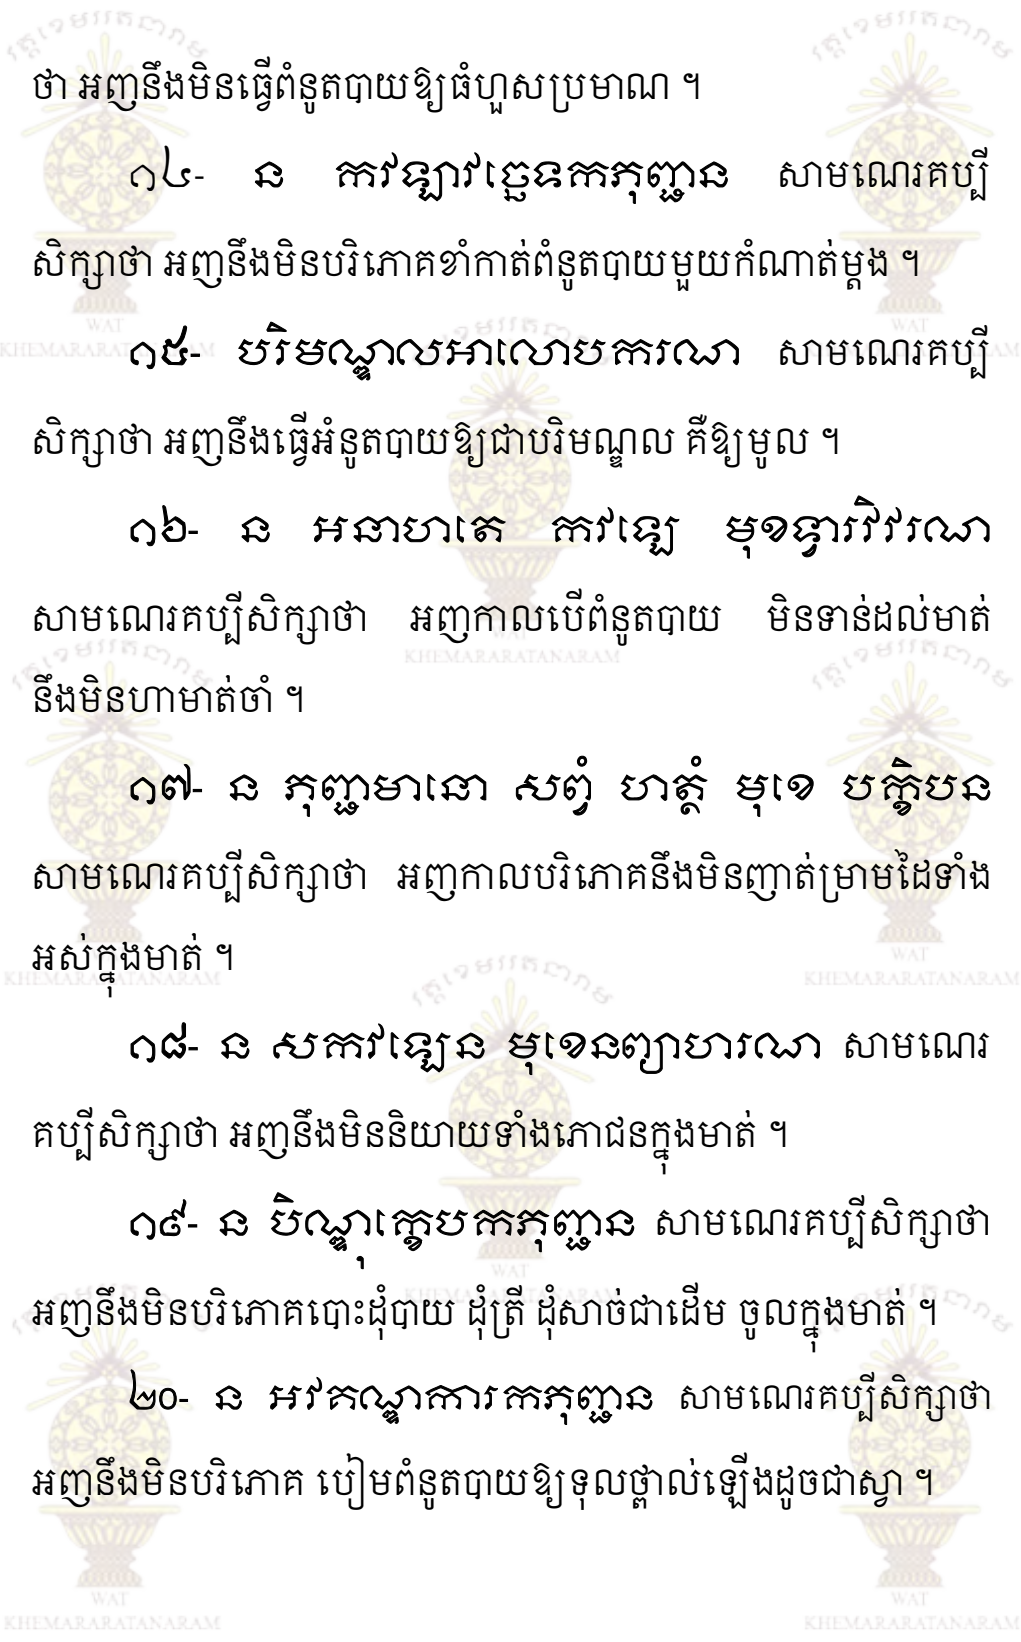 ថា អញនឹងមិនធ្វើពំនូតបាយឱ្យធំហួសប្រមាណ ។
១៤- ន កវឡាវច្ឆេទកភុញ្ជាន សាមណេរគប្បី
សិក្សាថា អញនឹងមិនបរិភោគខាំកាត់ពំនូតបាយមួយកំណាត់ម្តង ។
១៥- បរិមណ្ឌលអាលោបករណា សាមណេរគប្បី
សិក្សាថា អញនឹងធ្វើអំនូតបាយឱ្យជាបរិមណ្ឌល គឺឱ្យមូល ។
១៦- ន អនាហាតេ កវឡេ មុខទ្វារវិវរណា
សាមណេរគប្បីសិក្សាថា អញកាលបើពំនូតបាយ មិនទាន់ដល់មាត់
នឹងមិនហាមាត់ចាំ ។
១៧- ន ភុញ្ជមានោ សព្វំ ហត្ថំ មុខេ បក្ខិបន
សាមណេរគប្បីសិក្សាថា អញកាលបរិភោគនឹងមិនញាត់ម្រាមដៃទាំង
អស់ក្នុងមាត់ ។
១៨- ន សកវឡេន មុខេនព្យាហរណា សាមណេរ
គប្បីសិក្សាថា អញនឹងមិននិយាយទាំងភោជនក្នុងមាត់ ។
១៩- ន បិណ្ឌុក្ខេបកភុញ្ជាន សាមណេរគប្បីសិក្សាថា
អញនឹងមិនបរិភោគបោះដុំបាយ ដុំត្រី ដុំសាច់ជាដើម ចូលក្នុងមាត់ ។
២០- ន អវគណ្ឌការកភុញ្ជាន សាមណេរគប្បីសិក្សាថា
អញនឹងមិនបរិភោគ បៀមពំនូតបាយឱ្យទុលថ្ពាល់ឡើងដូចជាស្វា ។
WAT
KHEMARARATANARAM